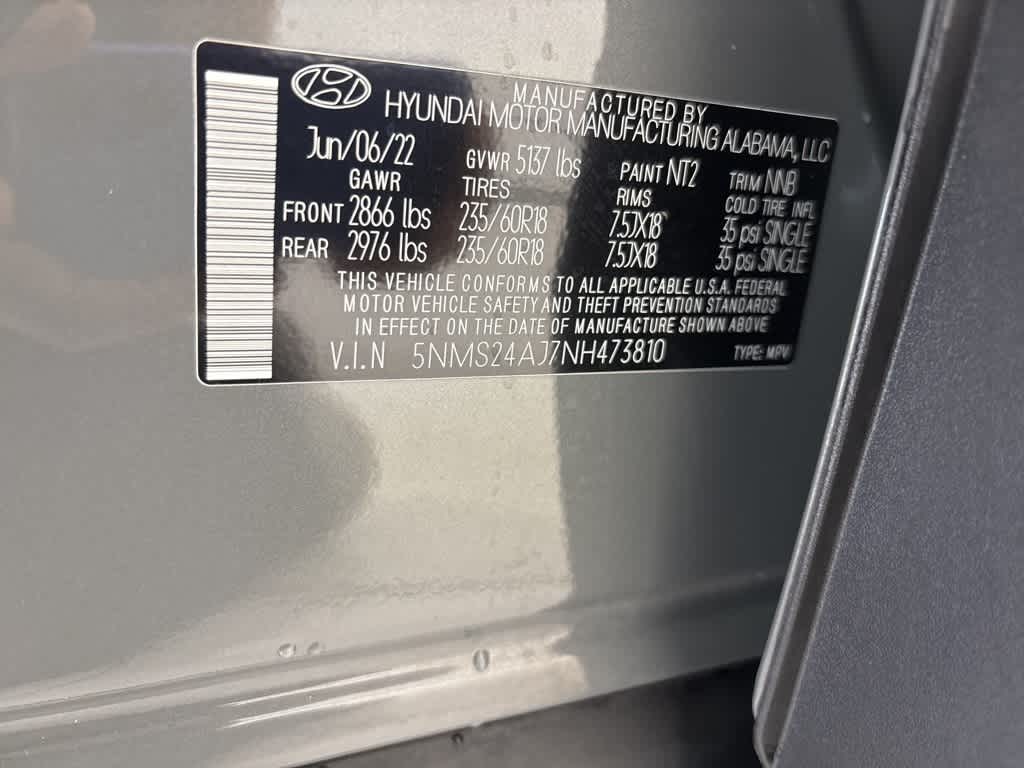 MANUFACTURED BY
HYUNDAI MOTOR MANUFACTURING ALABAMA, LLC
Jun/06/22 GVWR 5137 lbs PAINT NT2 TRIM NNB
GAWR TIRES RIMS COLD TIRE INFL
FRONT 2866 lbs 235/60R18 7.5JX18 35 psi SINGLE
REAR 2976 lbs 235/60R18 7.5JX18 35 psi SINGLE
THIS VEHICLE CONFORMS TO ALL APPLICABLE U.S.A. FEDERAL
MOTOR VEHICLE SAFETY AND THEFT PREVENTION STANDARDS
IN EFFECT ON THE DATE OF MANUFACTURE SHOWN ABOVE
V.I.N 5NMS24AJ7NH473810 TYPE: MPV